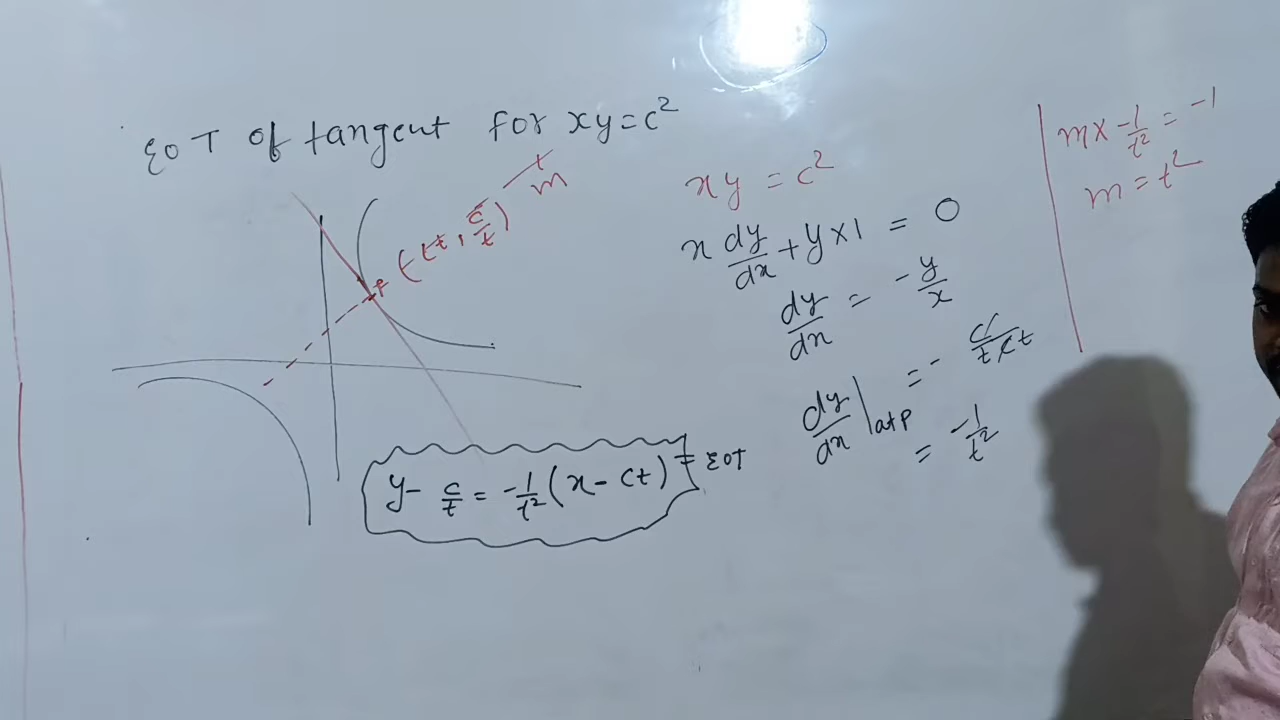 EOT of tangent for xy=c²
(ct, c/t)
m
P
y - c/t = -1/t² (x - ct) = EOT
xy = c²
x dy/dx + y×1 = 0
dy/dx = -y/x
dy/dx | at P = - c/t ct
= -1/t²
m × -1/t² = -1
m = t²